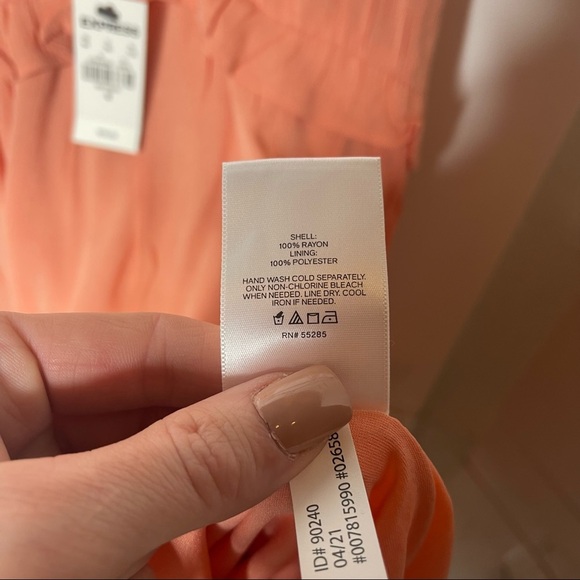 EXPRESS
SHELL:
100% RAYON
LINING:
100% POLYESTER
HAND WASH COLD SEPARATELY.
ONLY NON-CHLORINE BLEACH
WHEN NEEDED. LINE DRY. COOL
IRON IF NEEDED.
RN# 55285
ID# 90240
04/21
#007815990 #02658